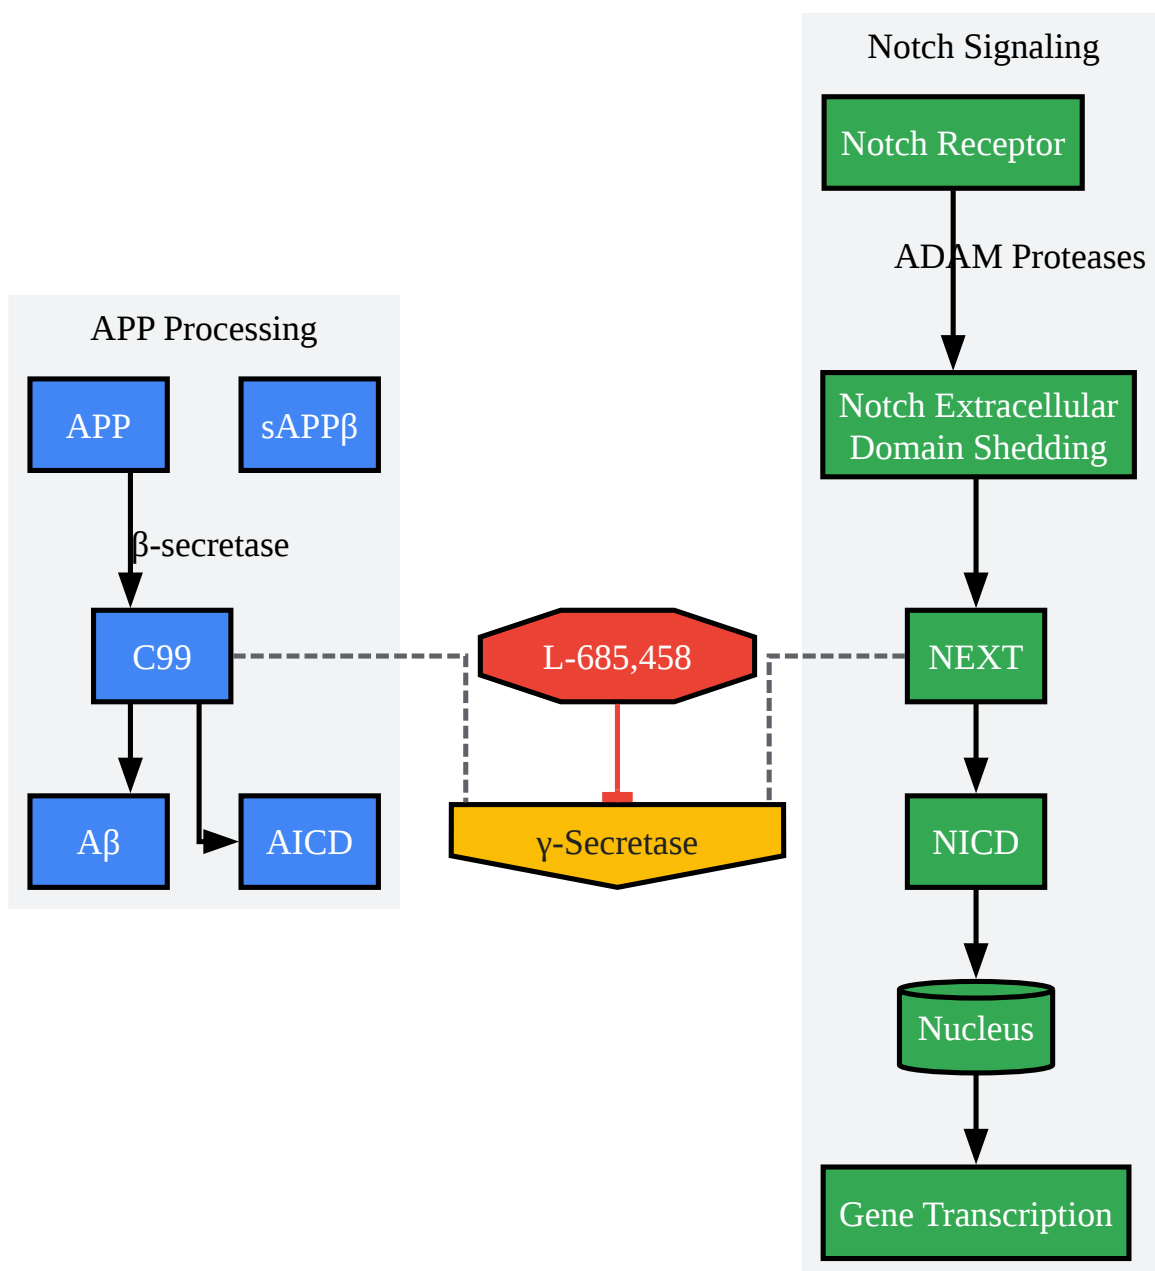 Notch Signaling
Notch Receptor
ADAM Proteases
APP Processing
APP
sAPPβ
Notch Extracellular
Domain Shedding
β-secretase
C99
L-685,458
NEXT
Aβ
AICD
γ-Secretase
NICD
Nucleus
Gene Transcription